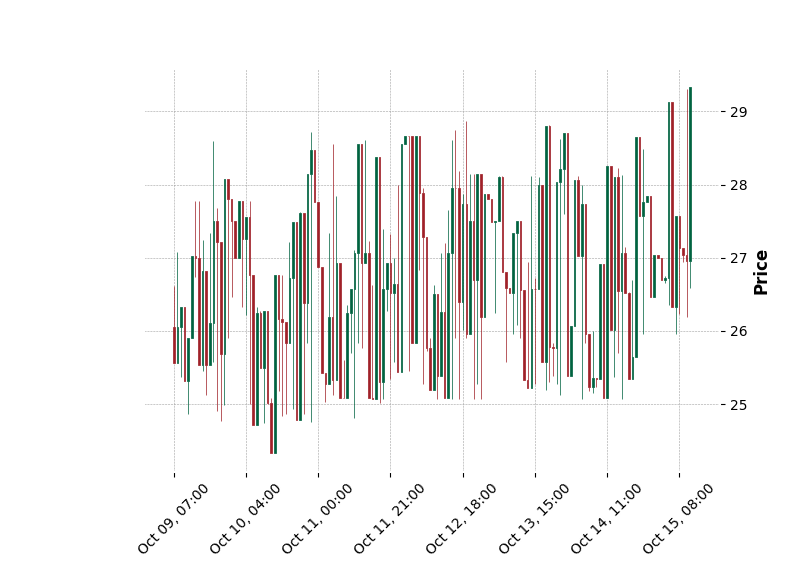 29
28
27
26
25
Price
Oct 09, 07:00
Oct 10, 04:00
Oct 11, 00:00
Oct 11, 21:00
Oct 12, 18:00
Oct 13, 15:00
Oct 14, 11:00
Oct 15, 08:00